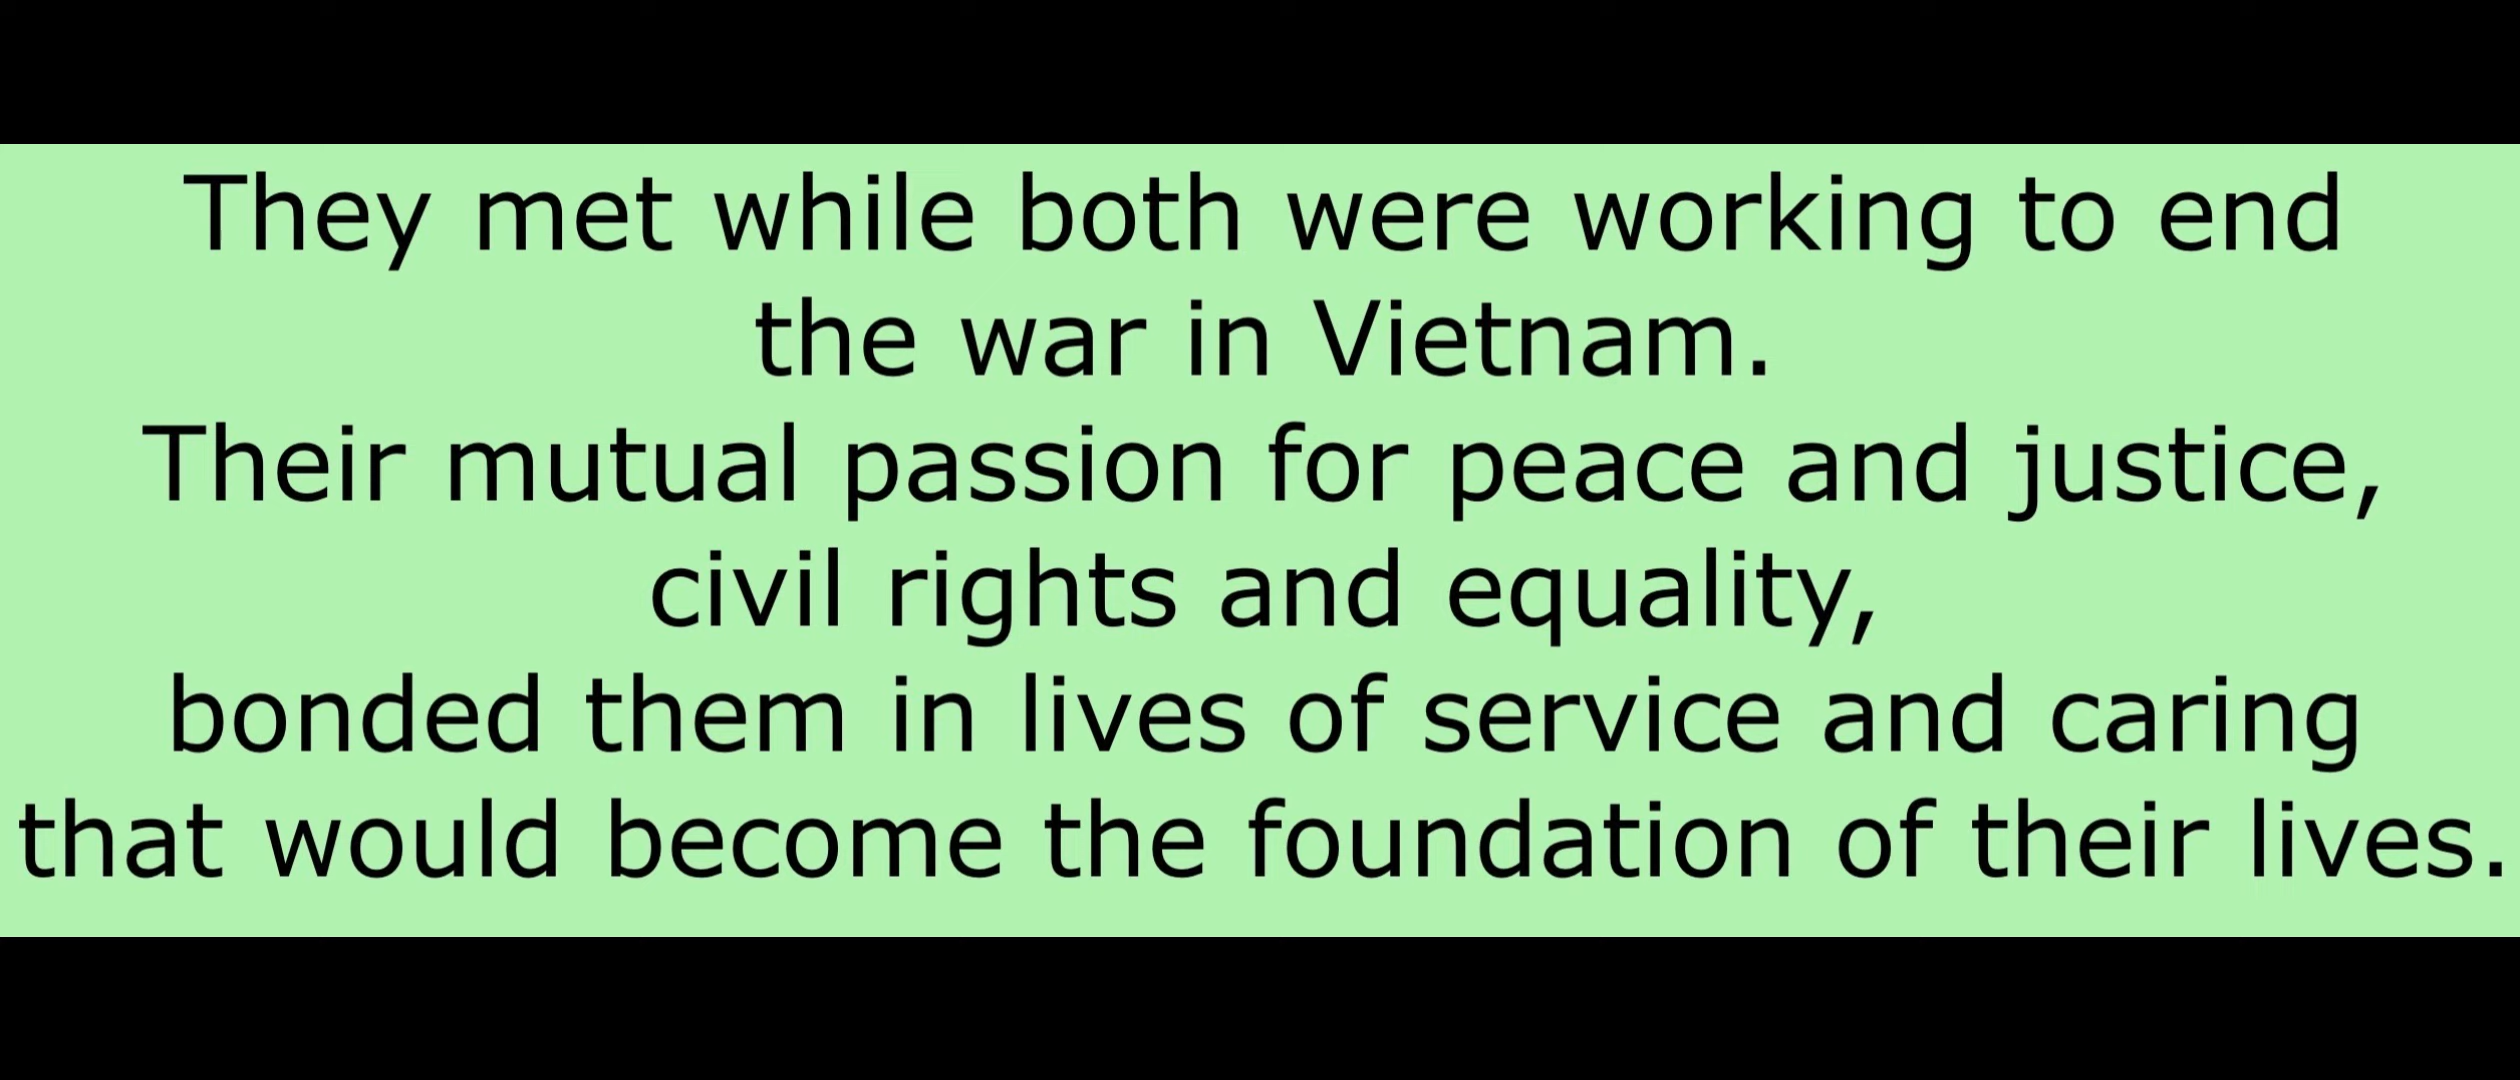 They met while both were working to end
the war in Vietnam.
Their mutual passion for peace and justice,
civil rights and equality,
bonded them in lives of service and caring
that would become the foundation of their lives.